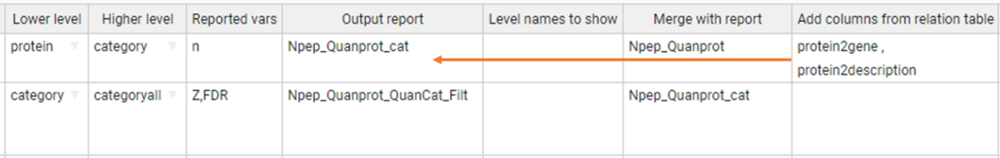 Lower level Higher level Reported vars Output report Level names to show Merge with report Add columns from relation table
protein category n Npep_Quanprot_cat Npep_Quanprot protein2gene ,
protein2description
category categoryall Z,FDR Npep_Quanprot_QuanCat_Filt Npep_Quanprot_cat